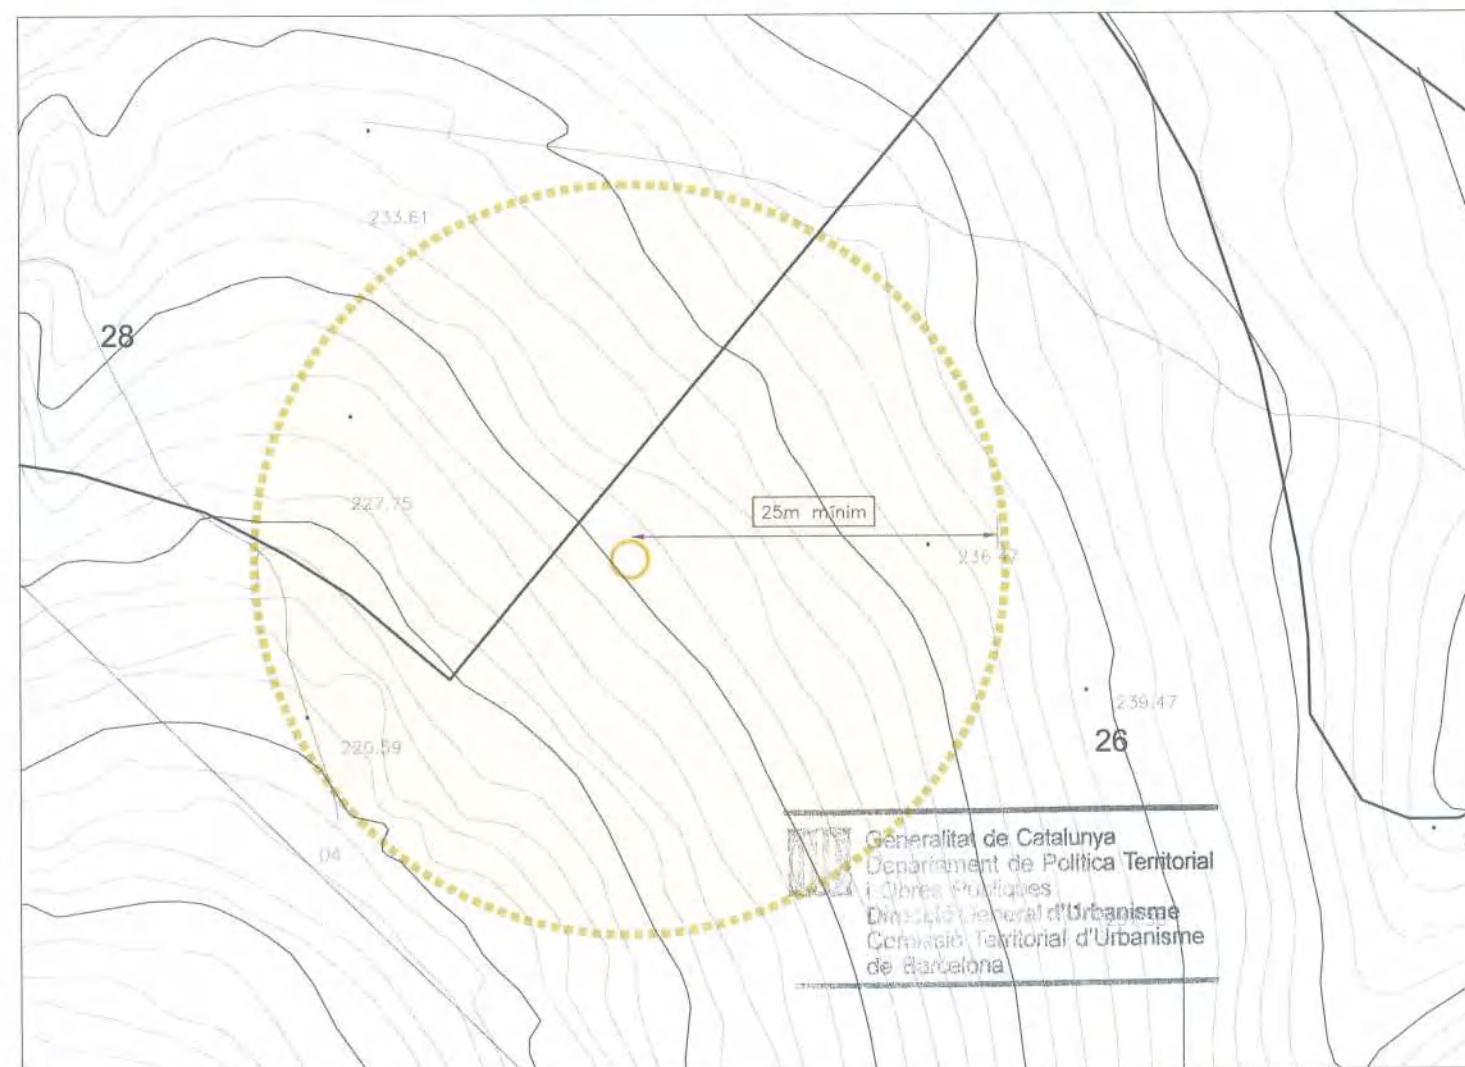 233.61
28
227.75
25m mínim
236.47
239.47
26
220.59
04
Generalitat de Catalunya
Departament de Política Territorial
i Obres Públiques
Direcció General d'Urbanisme
Comissió Territorial d'Urbanisme
de Barcelona